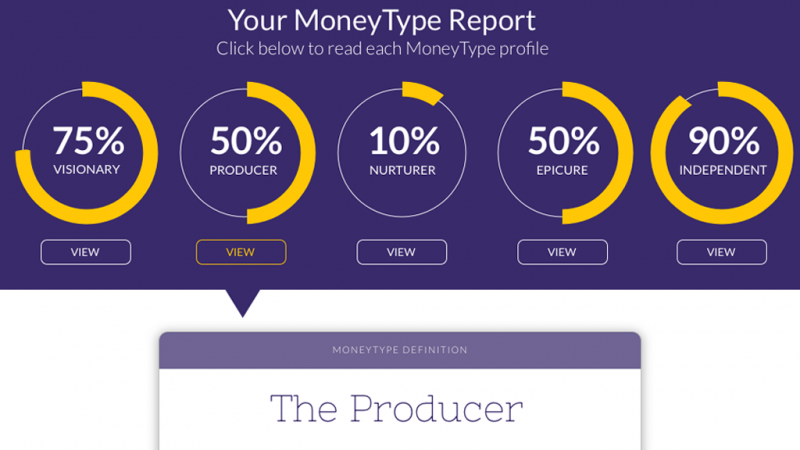 Your MoneyType Report
Click below to read each MoneyType profile
75% 50% 10% 50% 90%
VISIONARY PRODUCER NURTURER EPICURE INDEPENDENT
VIEW VIEW VIEW VIEW VIEW
MONEYTYPE DEFINITION
The Producer